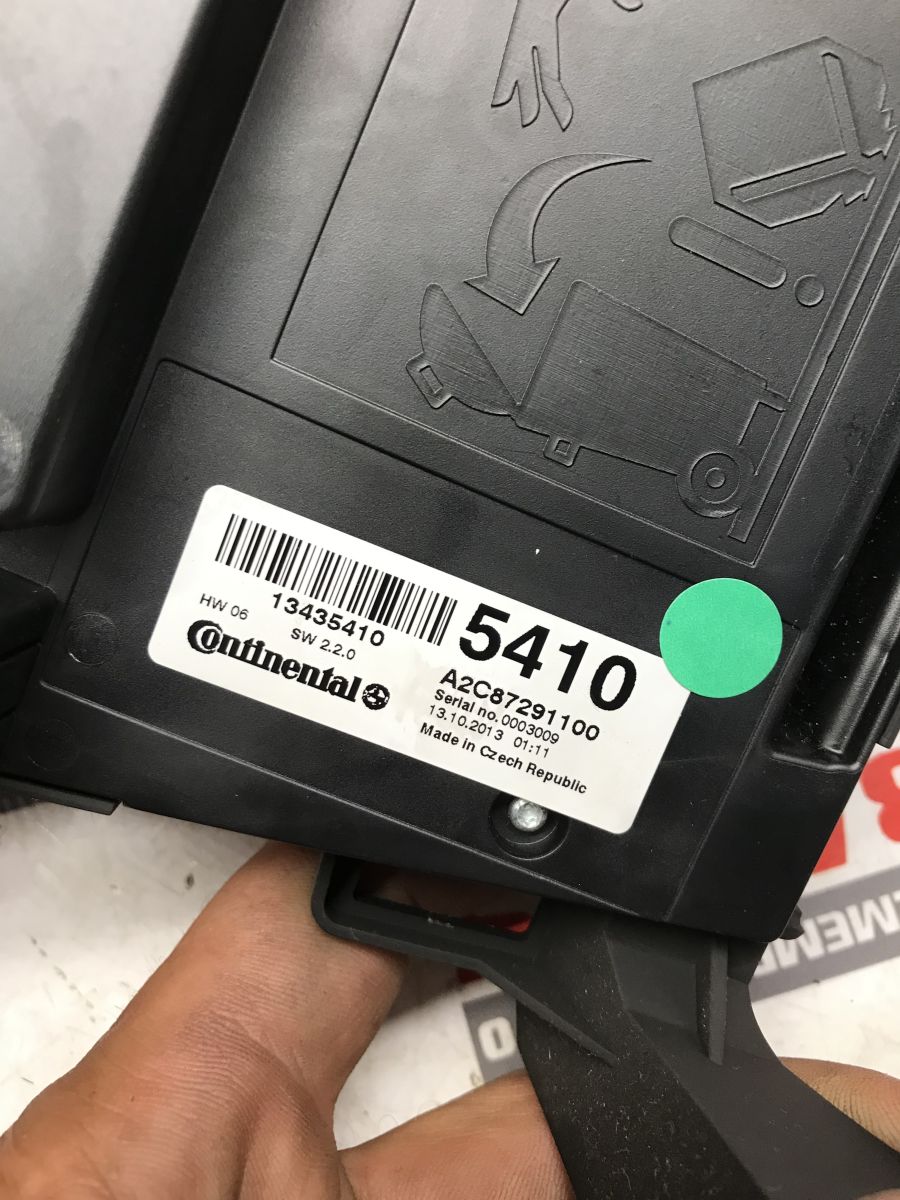 13435410
5410
HW 06
SW 2.2.0
Continental
A2C87291100
Serial no. 0003009
13.10.2013 01:11
Made in Czech Republic